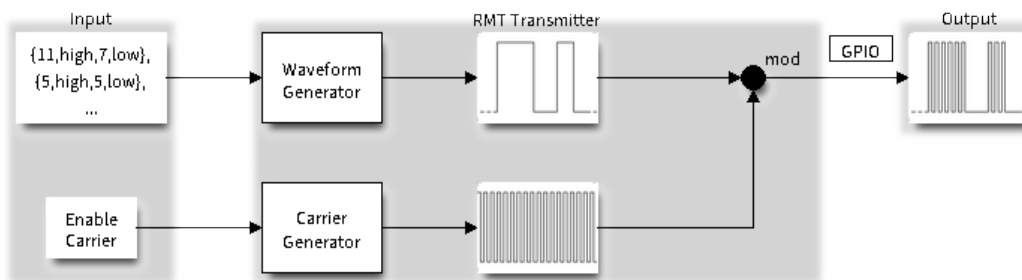 Input
RMT Transmitter
Output
{11,high,7,low},
{5,high,5,low},
...
Waveform
Generator
mod
GPIO
Enable
Carrier
Carrier
Generator